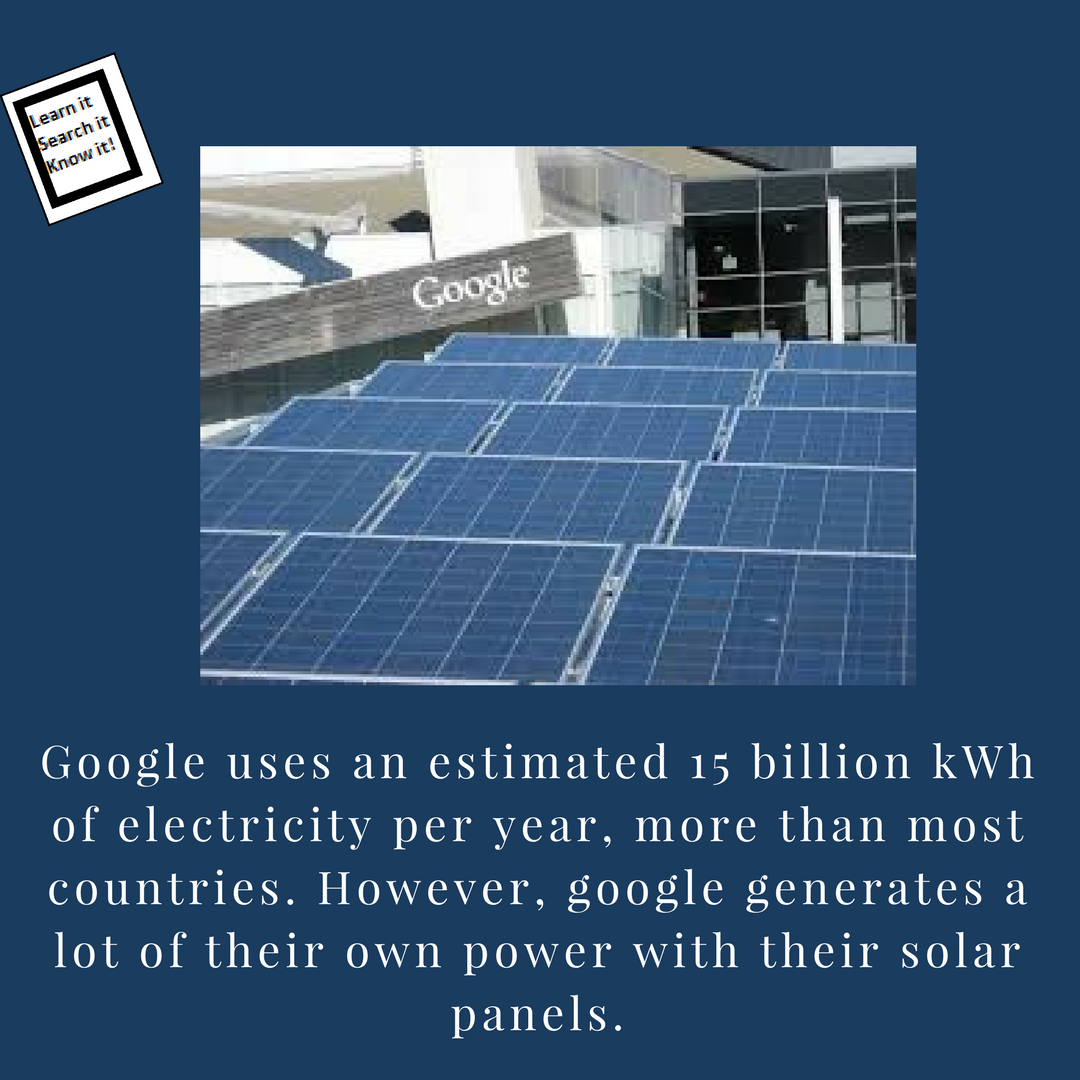 Learn it
Search it
Know it!
Google
Google uses an estimated 15 billion kWh
of electricity per year, more than most
countries. However, google generates a
lot of their own power with their solar
panels.